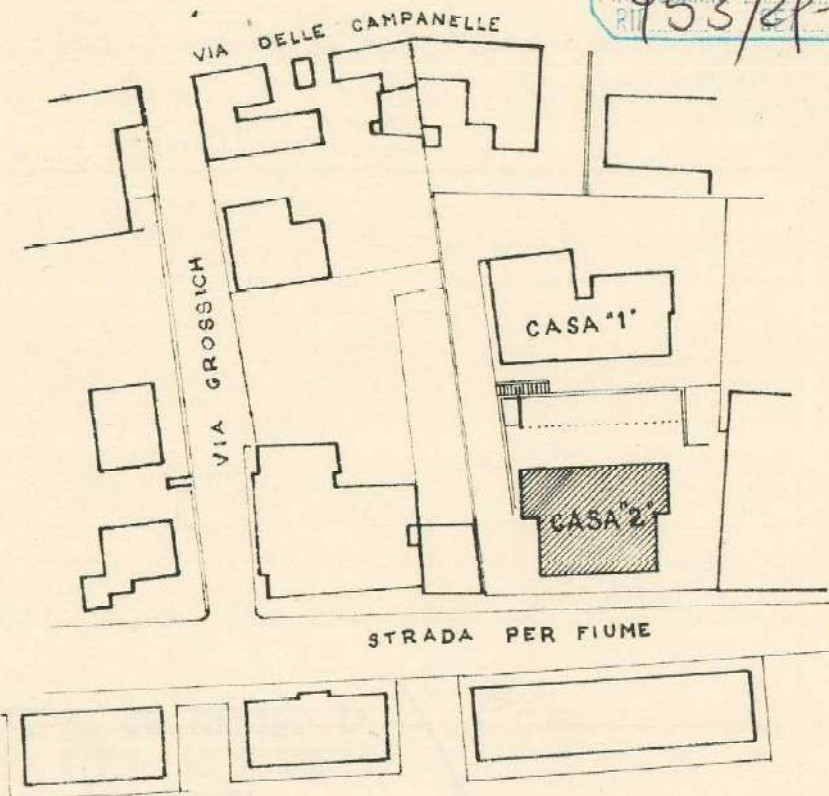 VIA DELLE CAMPANELLE
VIA GROSSICH
CASA "1"
CASA "2"
STRADA PER FIUME